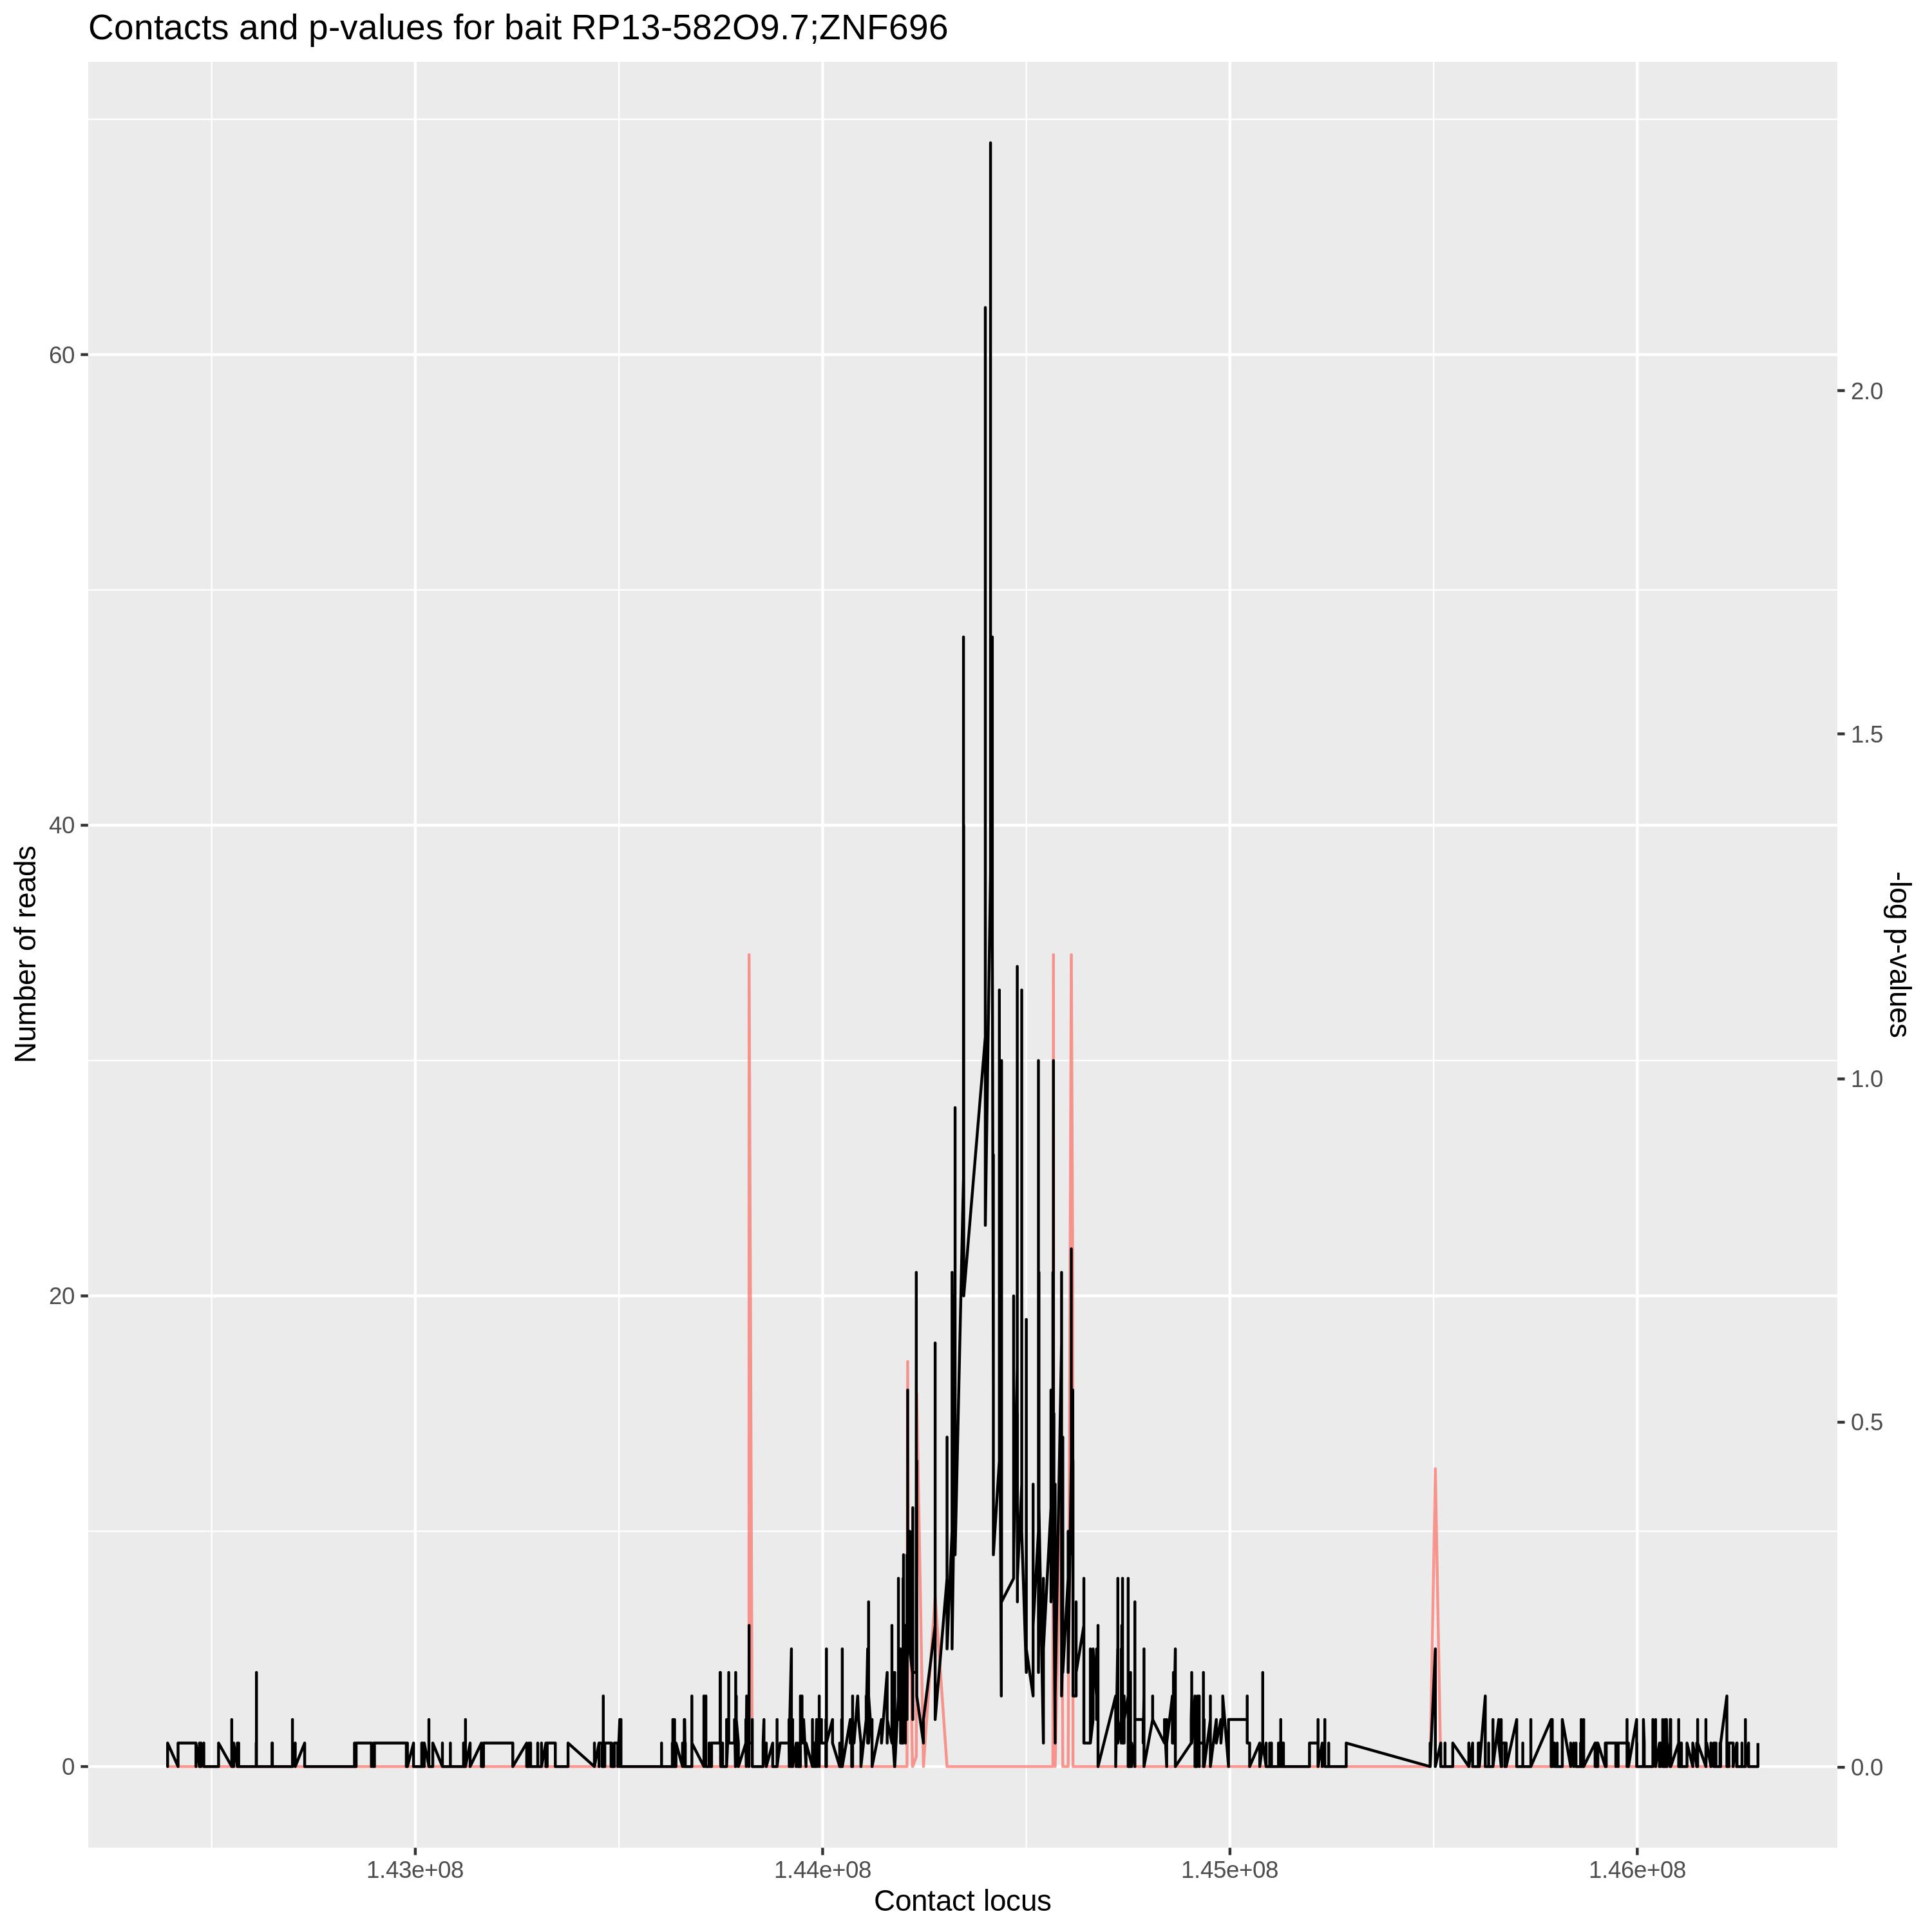 Contacts and p-values for bait RP13-582O9.7;ZNF696
60
40
20
0
Number of reads
2.0
1.5
1.0
0.5
0.0
-log p-values
1.43e+08
1.44e+08
1.45e+08
1.46e+08
Contact locus